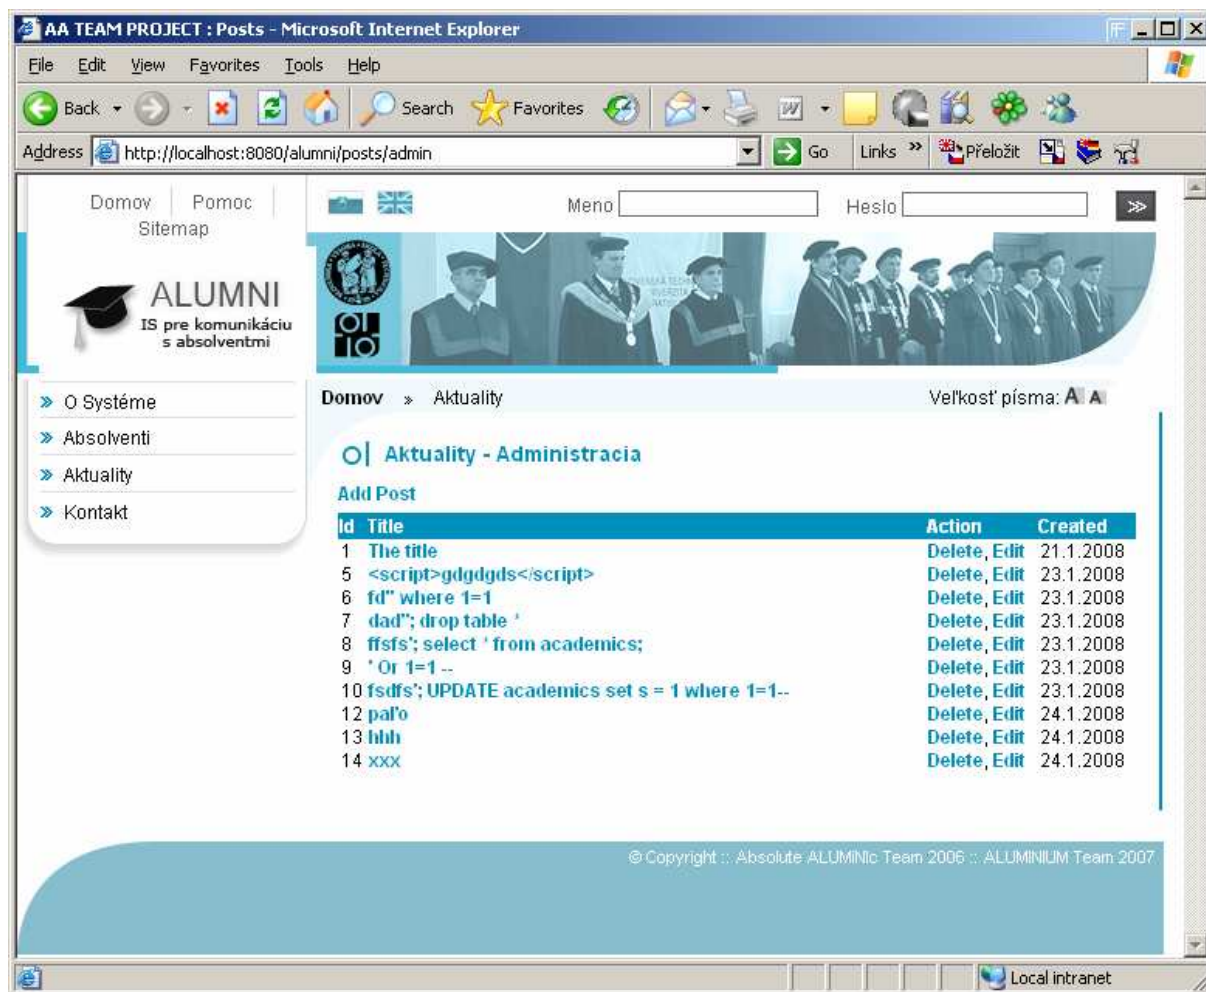 AA TEAM PROJECT : Posts - Microsoft Internet Explorer
File Edit View Favorites Tools Help
Back Search Favorites
Address http://localhost:8080/alumni/posts/admin Go Links » Přeložit
Domov Pomoc
Sitemap
Meno Heslo >>
ALUMNI
IS pre komunikáciu
s absolventmi
O Systéme
Absolventi
Aktuality
Kontakt
Domov » Aktuality Veľkosť písma: A A
Aktuality - Administracia
Add Post
Id Title Action Created
1 The title Delete, Edit 21.1.2008
5 <script>gdgdgds</script> Delete, Edit 23.1.2008
6 fd" where 1=1 Delete, Edit 23.1.2008
7 dad"; drop table * Delete, Edit 23.1.2008
8 ffsfs'; select * from academics; Delete, Edit 23.1.2008
9 ' Or 1=1 -- Delete, Edit 23.1.2008
10 fsdfs'; UPDATE academics set s = 1 where 1=1-- Delete, Edit 23.1.2008
12 paľo Delete, Edit 24.1.2008
13 hhh Delete, Edit 24.1.2008
14 xxx Delete, Edit 24.1.2008
© Copyright :: Absolute ALUMINIc Team 2006 :: ALUMINIUM Team 2007
Local intranet